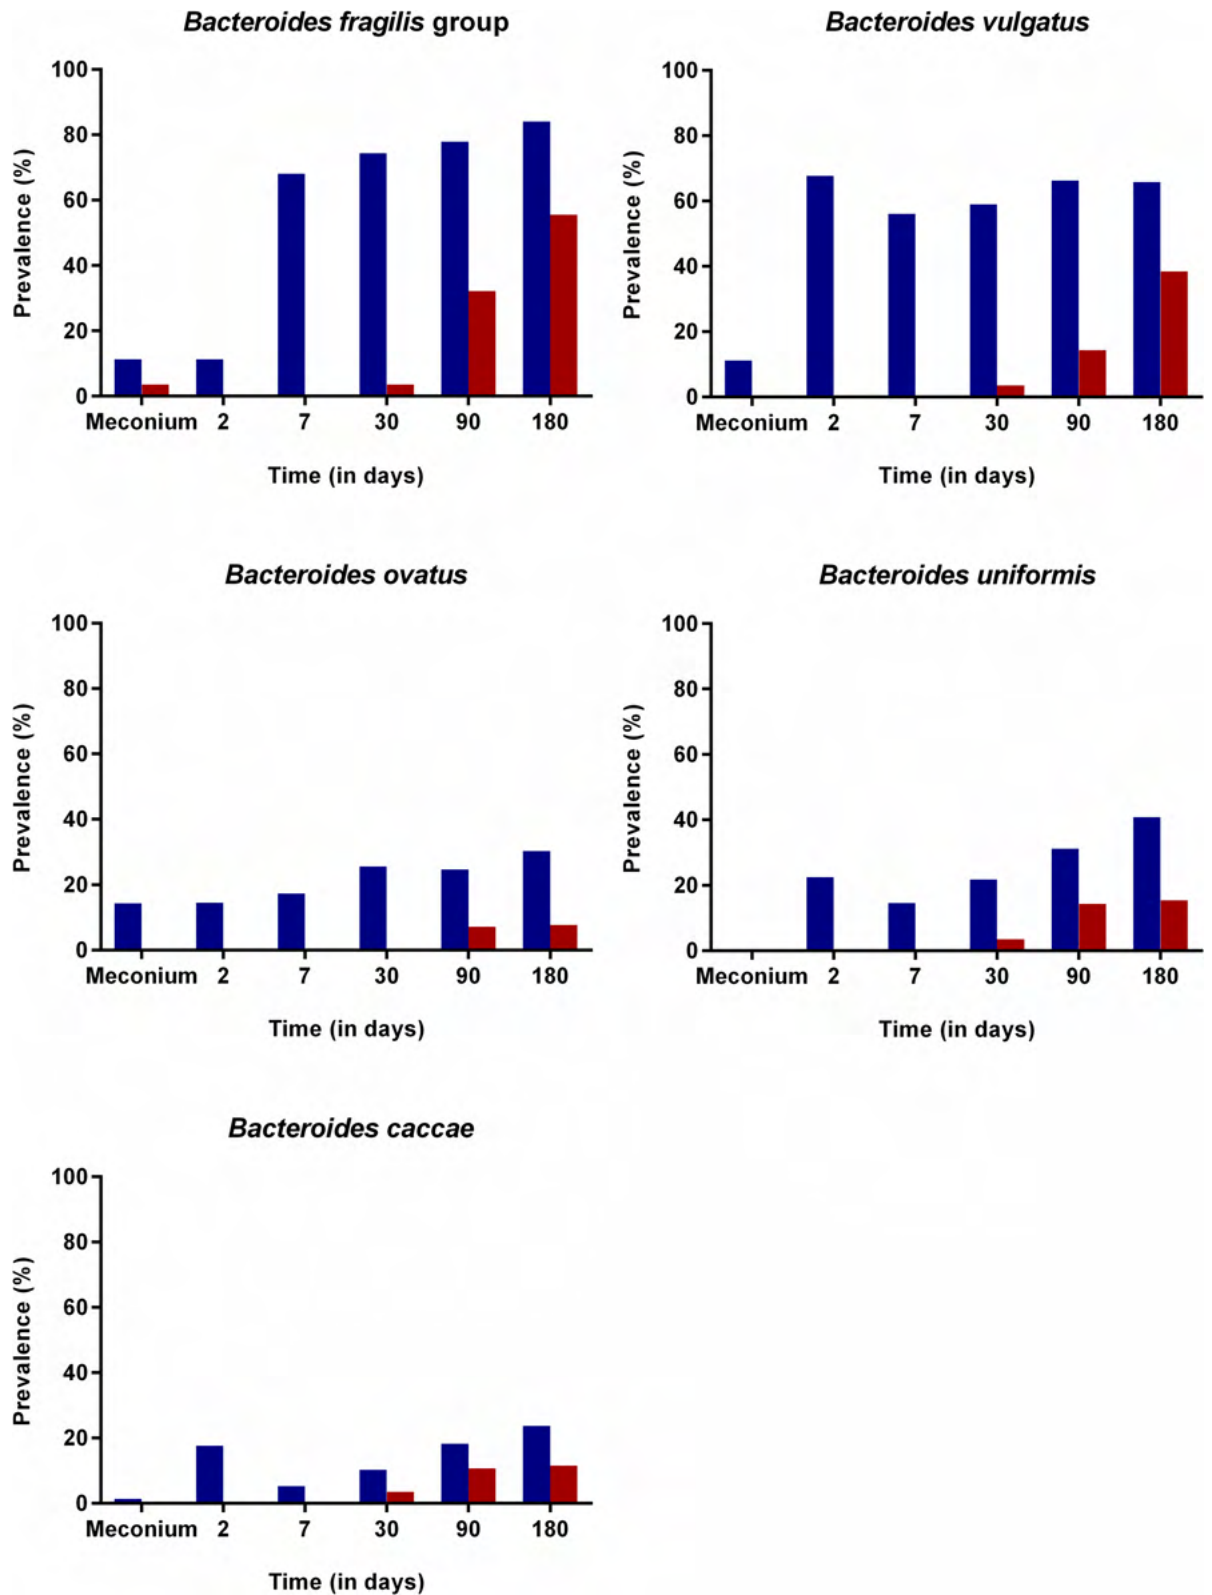 Bacteroides fragilis group
Bacteroides vulgatus
Prevalence (%)
100
80
60
40
20
0
Meconium 2 7 30 90 180
Time (in days)
Prevalence (%)
100
80
60
40
20
0
Meconium 2 7 30 90 180
Time (in days)
Bacteroides ovatus
Bacteroides uniformis
Prevalence (%)
100
80
60
40
20
0
Meconium 2 7 30 90 180
Time (in days)
Prevalence (%)
100
80
60
40
20
0
Meconium 2 7 30 90 180
Time (in days)
Bacteroides caccae
Prevalence (%)
100
80
60
40
20
0
Meconium 2 7 30 90 180
Time (in days)